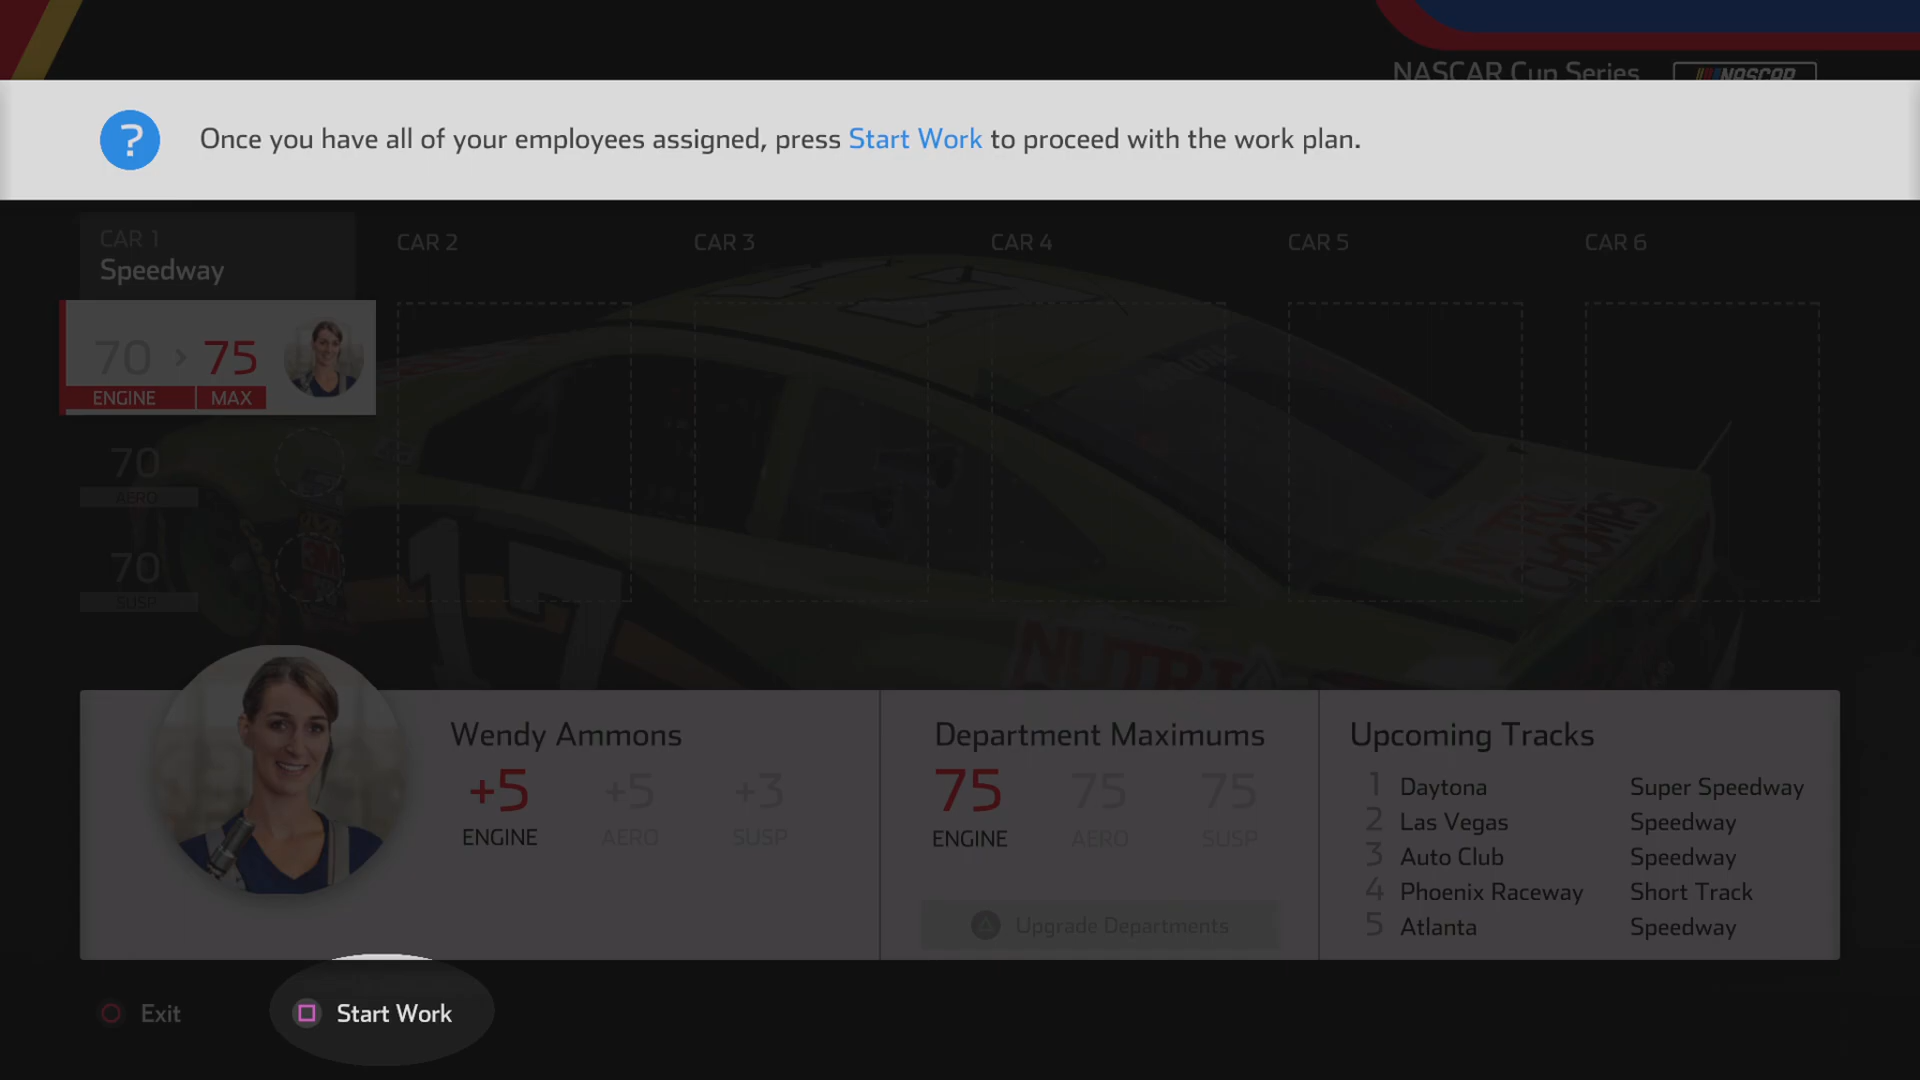 NASCAR Cup Series NASCAR
? Once you have all of your employees assigned, press Start Work to proceed with the work plan.
CAR 1 CAR 2 CAR 3 CAR 4 CAR 5 CAR 6
Speedway
70 > 75
ENGINE MAX
70
AERO
70
SUSP
17
NUTRI
NUTRI
CHOMPS
Wendy Ammons
+5 +5 +3
ENGINE AERO SUSP
Department Maximums
75 75 75
ENGINE AERO SUSP
Upgrade Departments
Upcoming Tracks
1 Daytona Super Speedway
2 Las Vegas Speedway
3 Auto Club Speedway
4 Phoenix Raceway Short Track
5 Atlanta Speedway
Exit Start Work